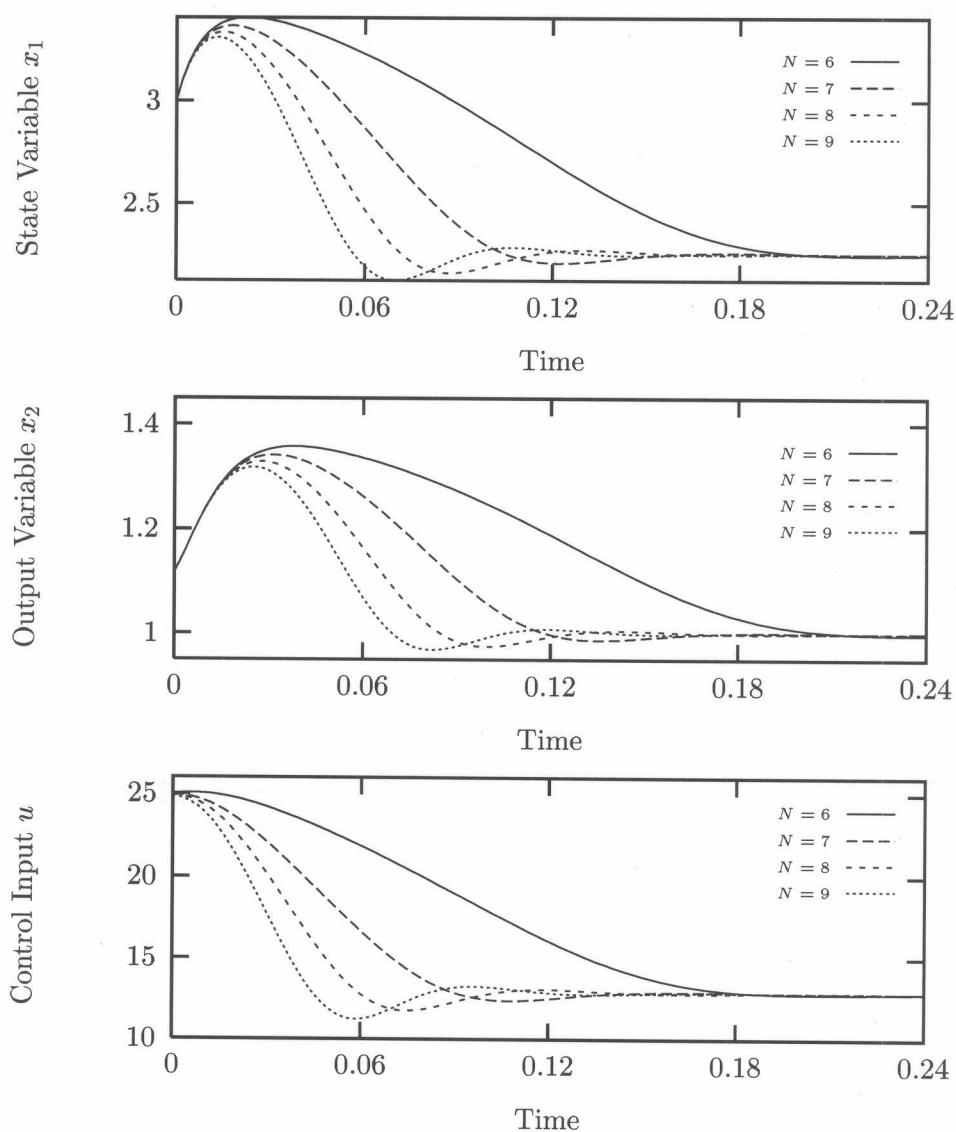 State Variable x₁
3
2.5
N = 6
N = 7
N = 8
N = 9
0 0.06 0.12 0.18 0.24
Time
Output Variable x₂
1.4
1.2
1
N = 6
N = 7
N = 8
N = 9
0 0.06 0.12 0.18 0.24
Time
Control Input u
25
20
15
10
N = 6
N = 7
N = 8
N = 9
0 0.06 0.12 0.18 0.24
Time